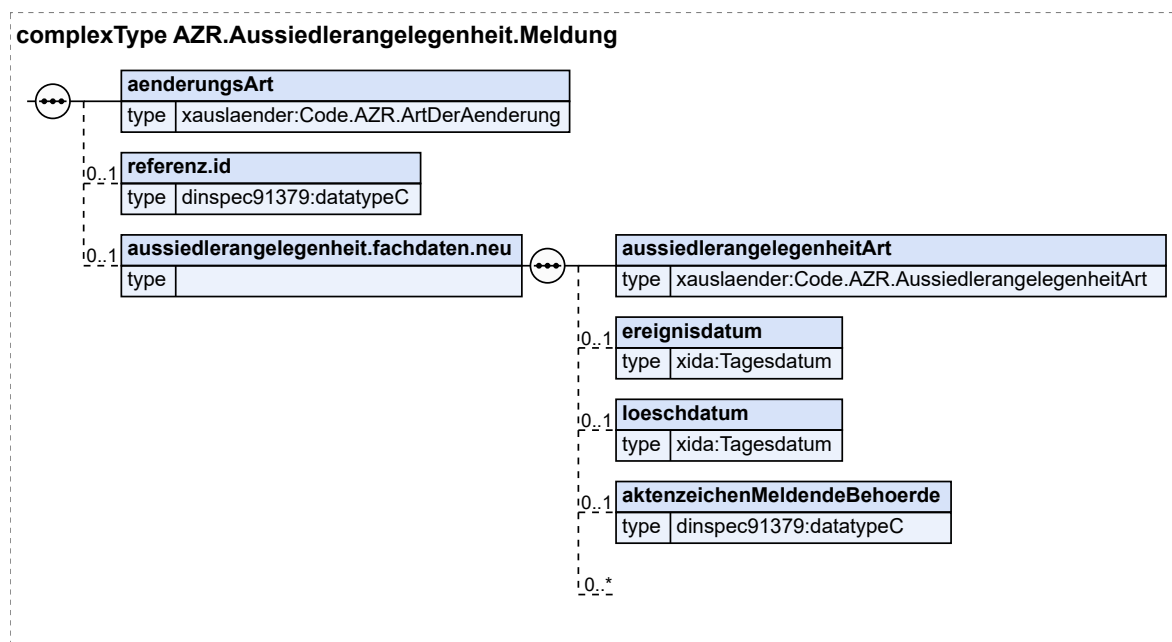 complexType AZR.Aussiedlerangelegenheit.Meldung
aenderungsArt
type xauslaender:Code.AZR.ArtDerAenderung
0..1
referenz.id
type dinspec91379:datatypeC
0..1
aussiedlerangelegenheit.fachdaten.neu
type
aussiedlerangelegenheitArt
type xauslaender:Code.AZR.AussiedlerangelegenheitArt
0..1
ereignisdatum
type xida:Tagesdatum
0..1
loeschdatum
type xida:Tagesdatum
0..1
aktenzeichenMeldendeBehoerde
type dinspec91379:datatypeC
0..*